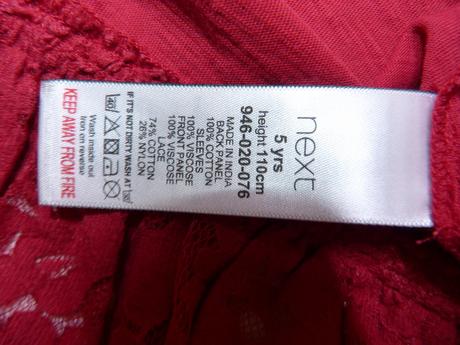 next
5 yrs
height 110cm
946-020-076
MADE IN INDIA
BACK PANEL
100% COTTON
SLEEVES
100% VISCOSE
FRONT PANEL
100% VISCOSE
LACE
74% COTTON
26% NYLON
IF IT'S NOT DIRTY WASH AT 30
40
Wash inside out
Iron on reverse
KEEP AWAY FROM FIRE